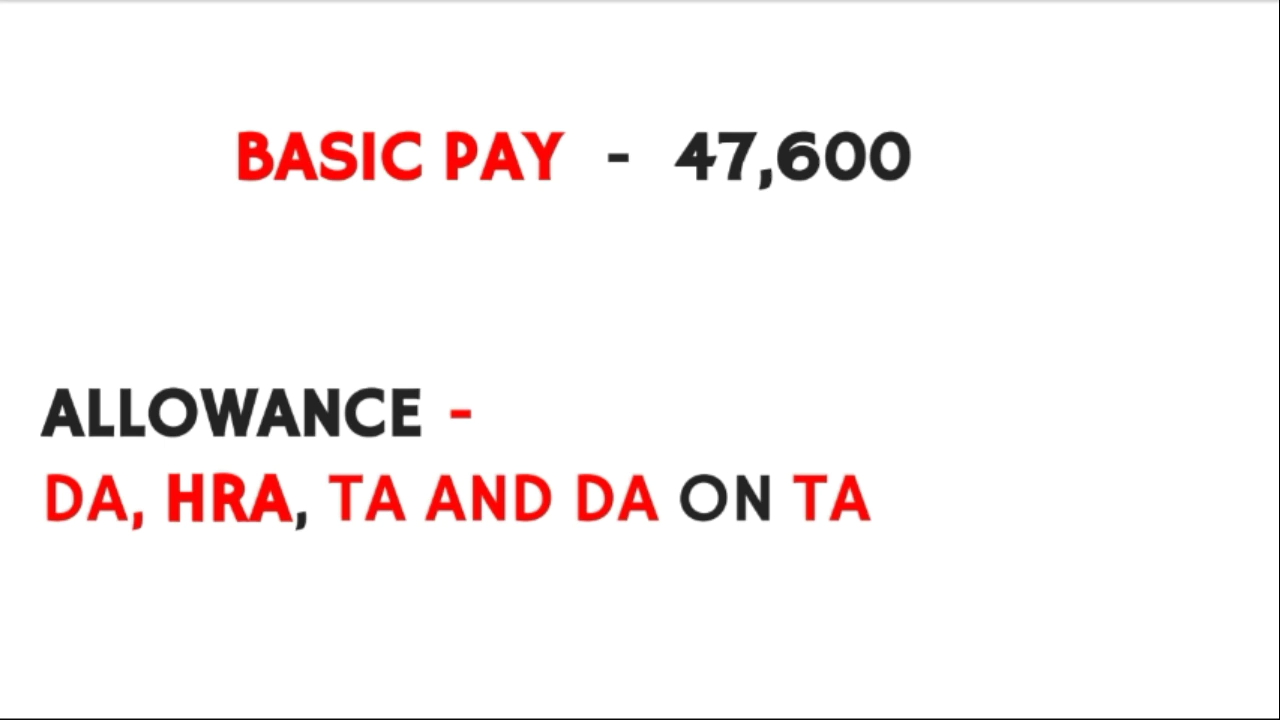 BASIC PAY - 47,600
ALLOWANCE -
DA, HRA, TA AND DA ON TA